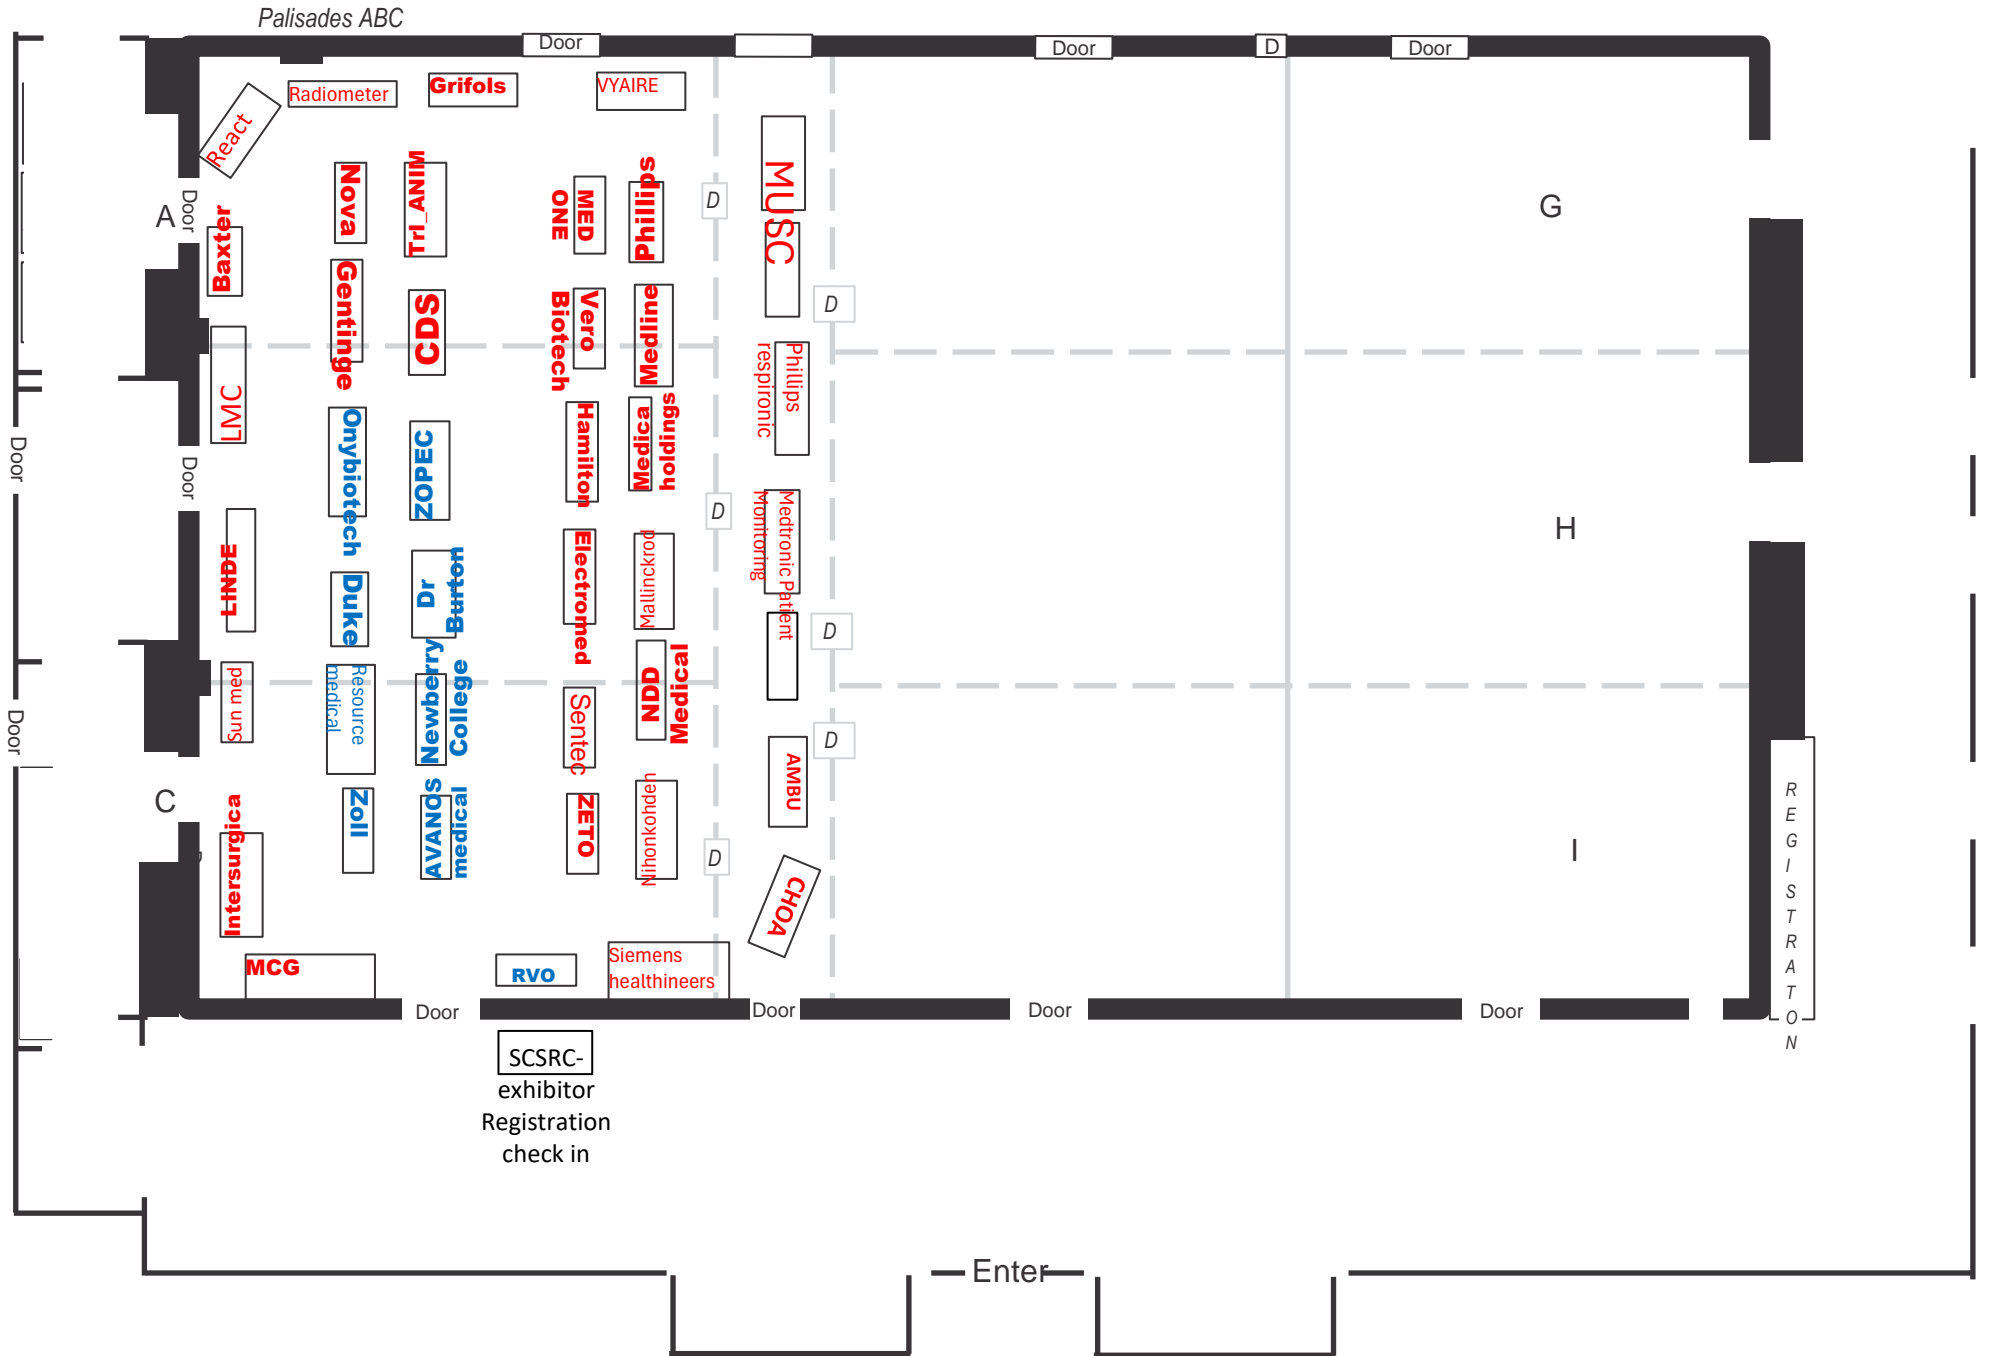 Palisades ABC
Door
Door
D
Door
Radiometer
Grifols
VYAIRE
React
Nova
TrI_ANIM
MED
ONE
Phillips
MUSC
D
G
A
Door
Baxter
Gentinge
CDS
Vero
Biotech
Medline
D
Phillips
respironic
LMC
Door
Door
Onybiotech
ZOPEC
Hamilton
Medica
holdings
D
Medtronic Patient
Monitoring
H
LINDE
Duke
Dr
Burton
Electromed
Mallinckrod
D
Sun med
Resource
medical
Newberry
College
Sentec
NDD
Medical
Door
D
AMBU
C
Intersurgica
Zoll
AVANOS
medical
ZETO
Nihonkohden
D
CHOA
I
REGISTRATON
MCG
RVO
Siemens
healthineers
Door
Door
Door
Door
SCSRC-
exhibitor
Registration
check in
Enter